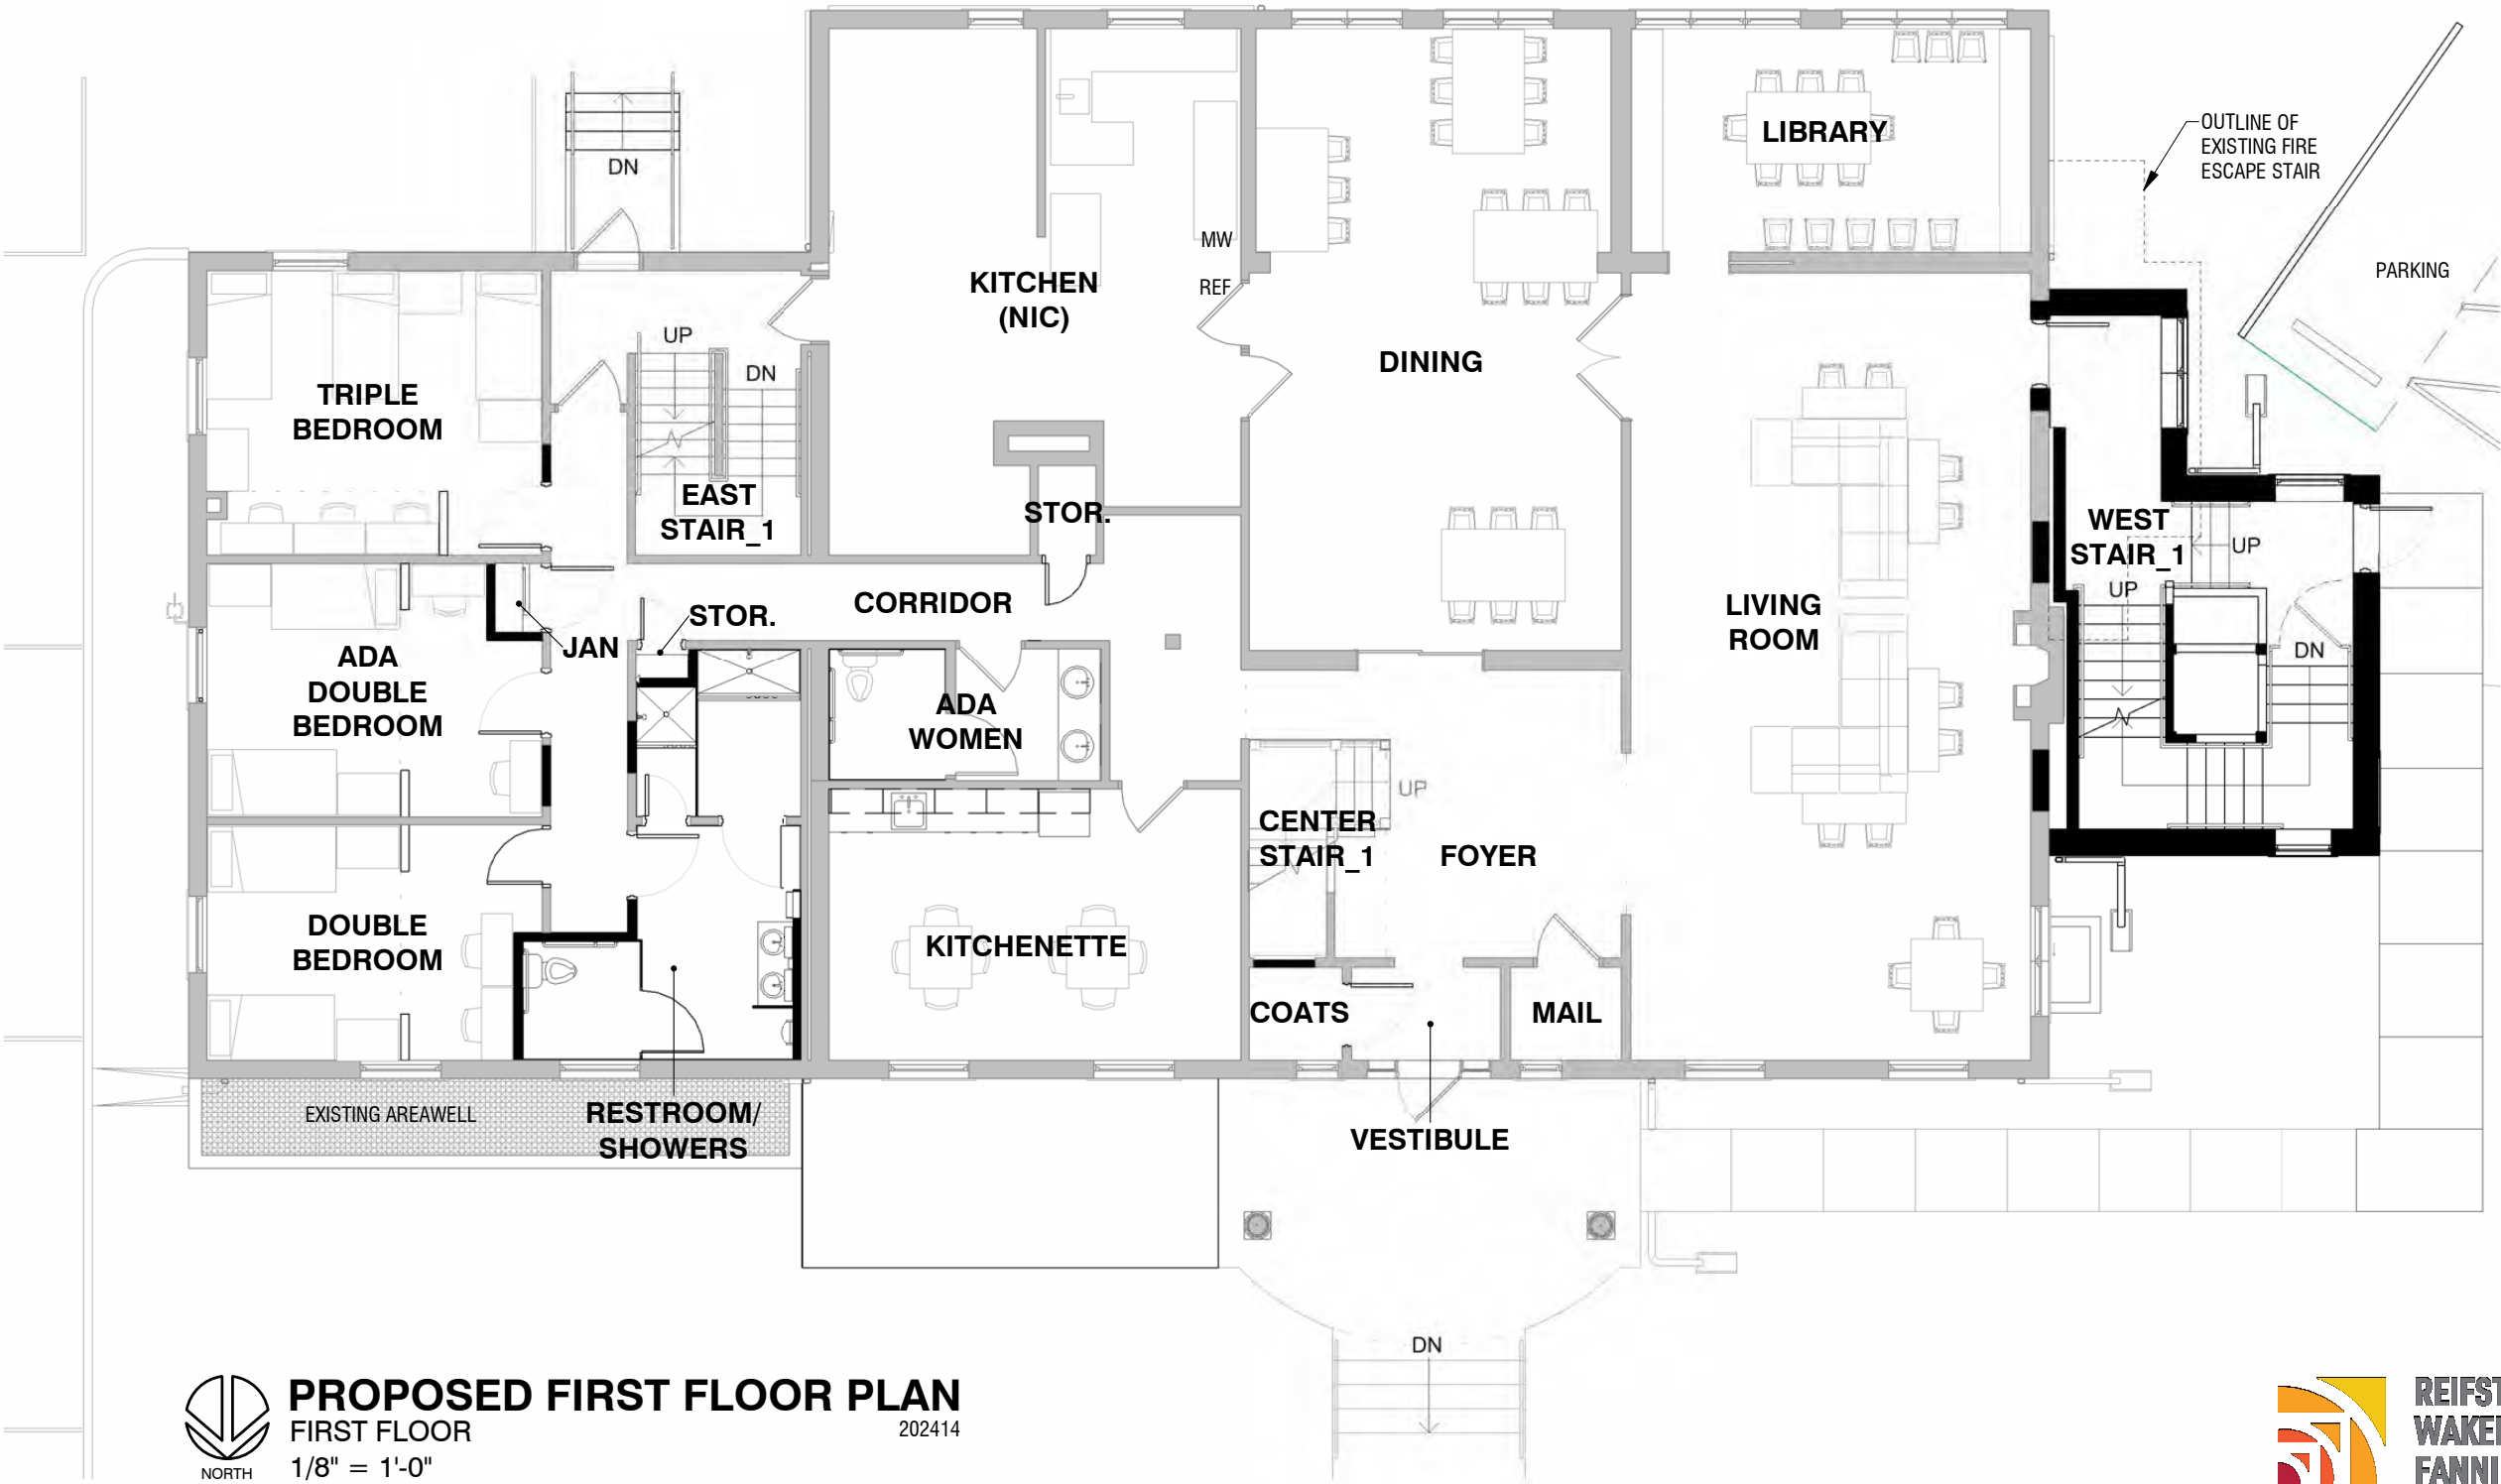 LIBRARY
OUTLINE OF
EXISTING FIRE
ESCAPE STAIR
DN
MW
REF
KITCHEN
(NIC)
PARKING
UP
DN
DINING
TRIPLE
BEDROOM
EAST
STAIR_1
STOR.
WEST
STAIR_1
UP
UP
CORRIDOR
STOR.
LIVING
ROOM
JAN
DN
ADA
DOUBLE
BEDROOM
ADA
WOMEN
UP
CENTER
STAIR_1
FOYER
DOUBLE
BEDROOM
KITCHENETTE
COATS
MAIL
EXISTING AREAWELL
RESTROOM/
SHOWERS
VESTIBULE
DN
PROPOSED FIRST FLOOR PLAN
FIRST FLOOR
202414
1/8" = 1'-0"
NORTH
REIFST
WAKE
FANNI